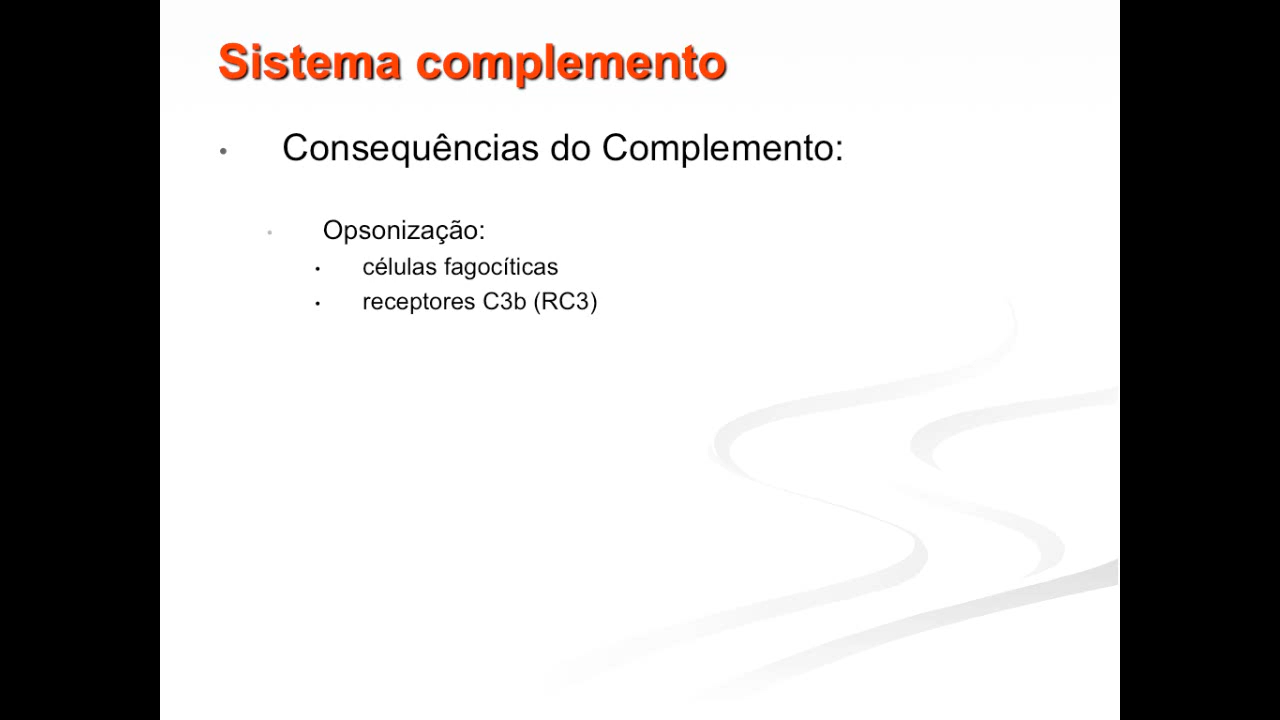 Sistema complemento
• Consequências do Complemento:
• Opsonização:
• células fagocíticas
• receptores C3b (RC3)